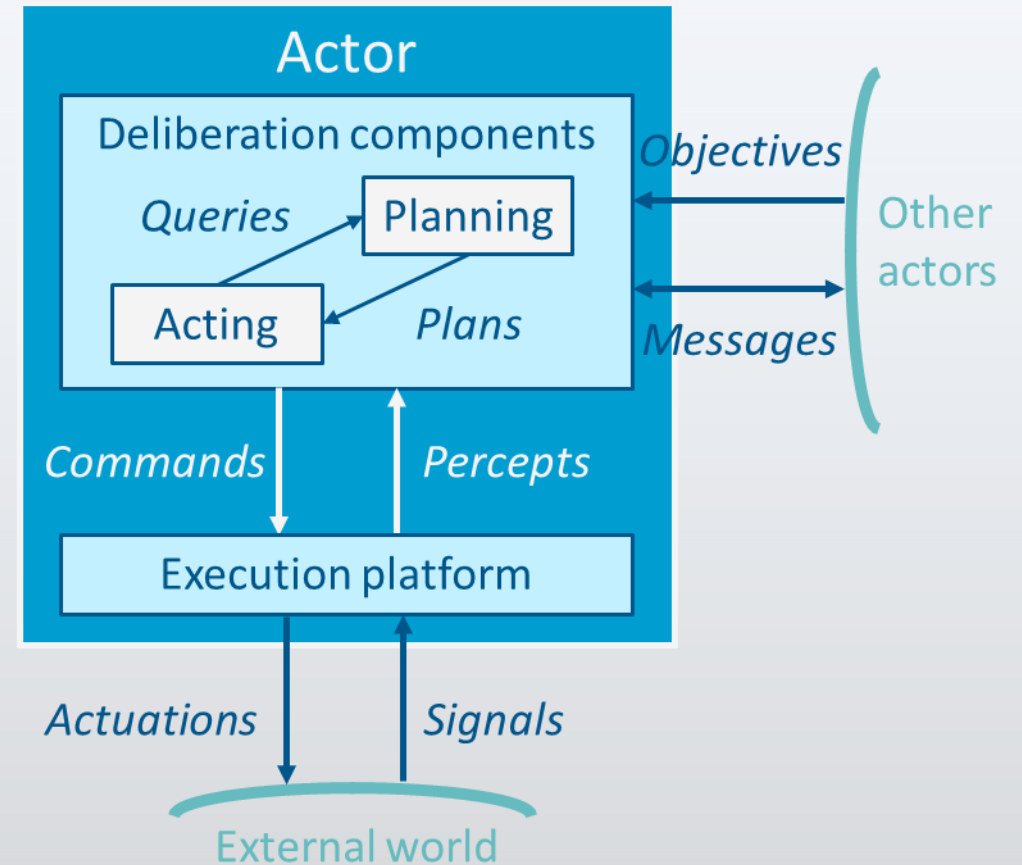 Actor
Deliberation components
Objectives
Queries
Planning
Other
actors
Acting
Plans
Messages
Commands
Percepts
Execution platform
Actuations
Signals
External world